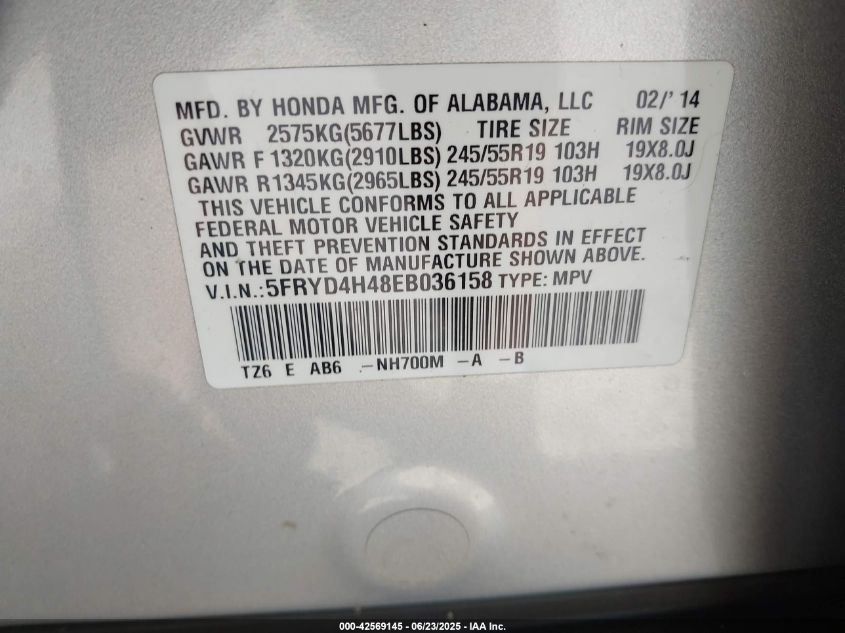 MFD. BY HONDA MFG. OF ALABAMA, LLC 02/' 14
GVWR 2575KG(5677LBS) TIRE SIZE RIM SIZE
GAWR F 1320KG(2910LBS) 245/55R19 103H 19X8.0J
GAWR R1345KG(2965LBS) 245/55R19 103H 19X8.0J
THIS VEHICLE CONFORMS TO ALL APPLICABLE
FEDERAL MOTOR VEHICLE SAFETY
AND THEFT PREVENTION STANDARDS IN EFFECT
ON THE DATE OF MANUFACTURE SHOWN ABOVE.
V.I.N.:5FRYD4H48EB036158 TYPE: MPV
TZ6 E AB6 -NH700M -A -B
000-42569145 - 06/23/2025 - IAA Inc.